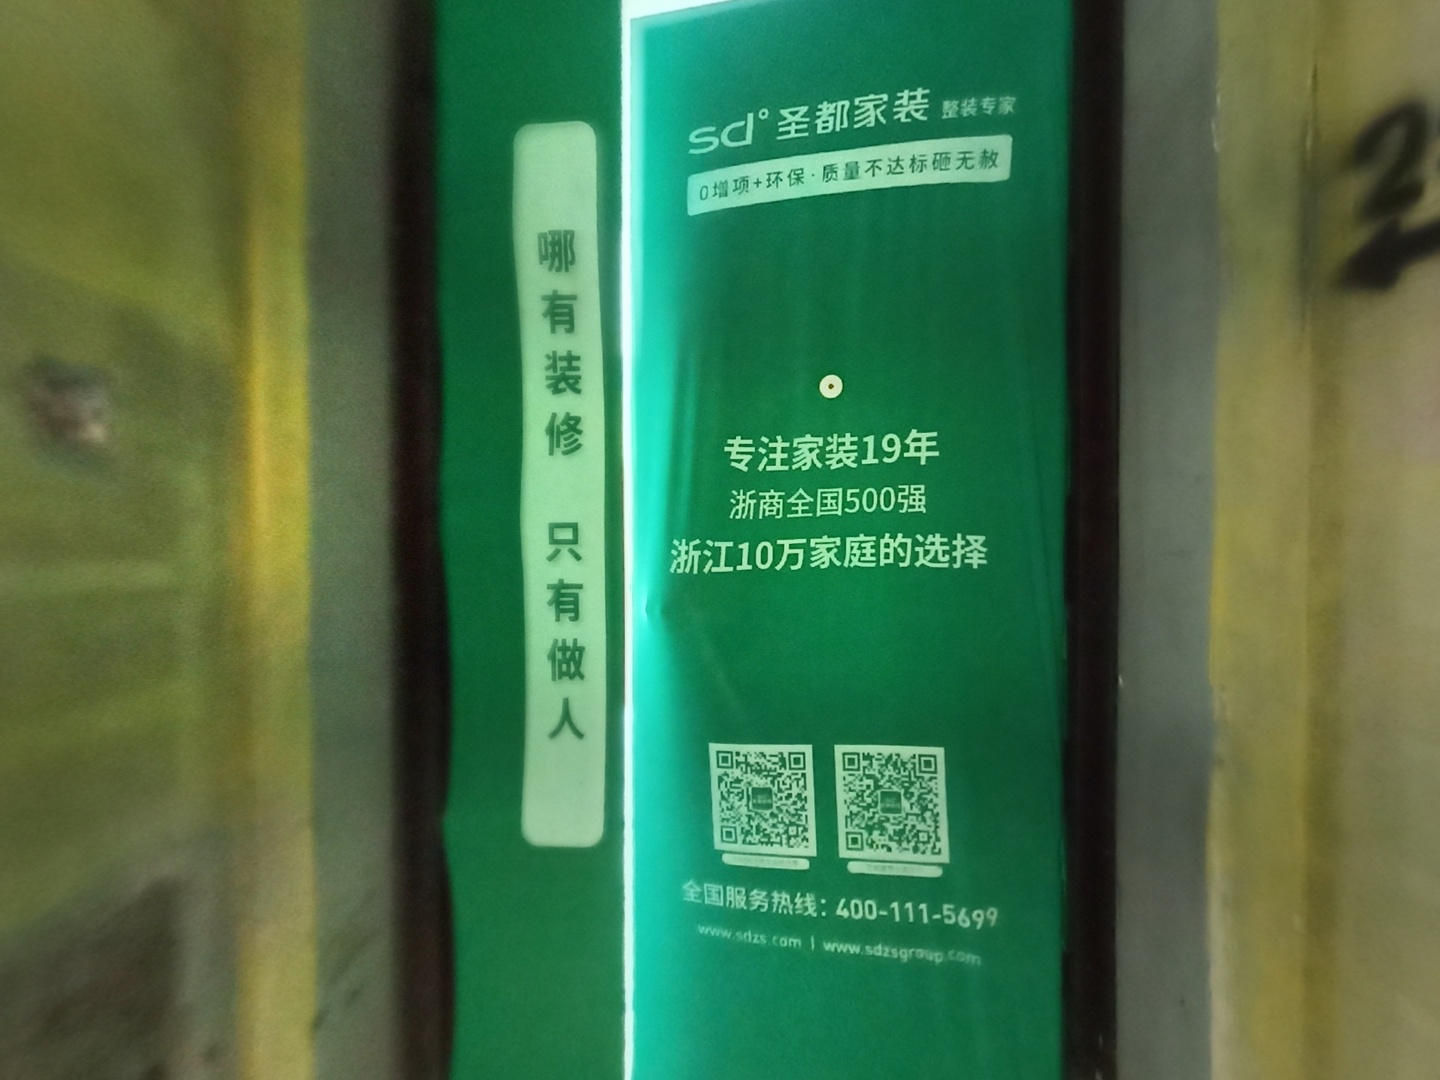 哪有装修 只有做人
sd°圣都家装 整装专家
0增项+环保·质量不达标砸无赦
专注家装19年
浙商全国500强
浙江10万家庭的选择
全国服务热线：400-111-5699
www.sdzs.com | www.sdzsgroup.com
2